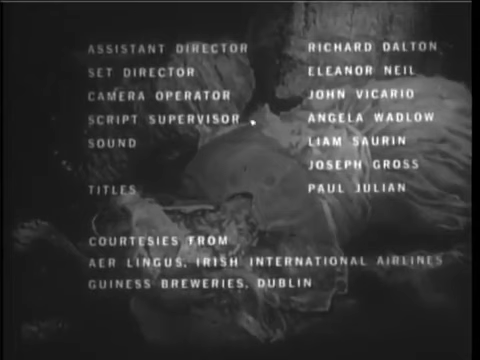 ASSISTANT DIRECTOR RICHARD DALTON
SET DIRECTOR ELEANOR NEIL
CAMERA OPERATOR JOHN VICARIO
SCRIPT SUPERVISOR ANGELA WADLOW
SOUND LIAM SAURIN
JOSEPH GROSS
TITLES PAUL JULIAN
COURTESIES FROM
AER LINGUS, IRISH INTERNATIONAL AIRLINES
GUINESS BREWERIES, DUBLIN